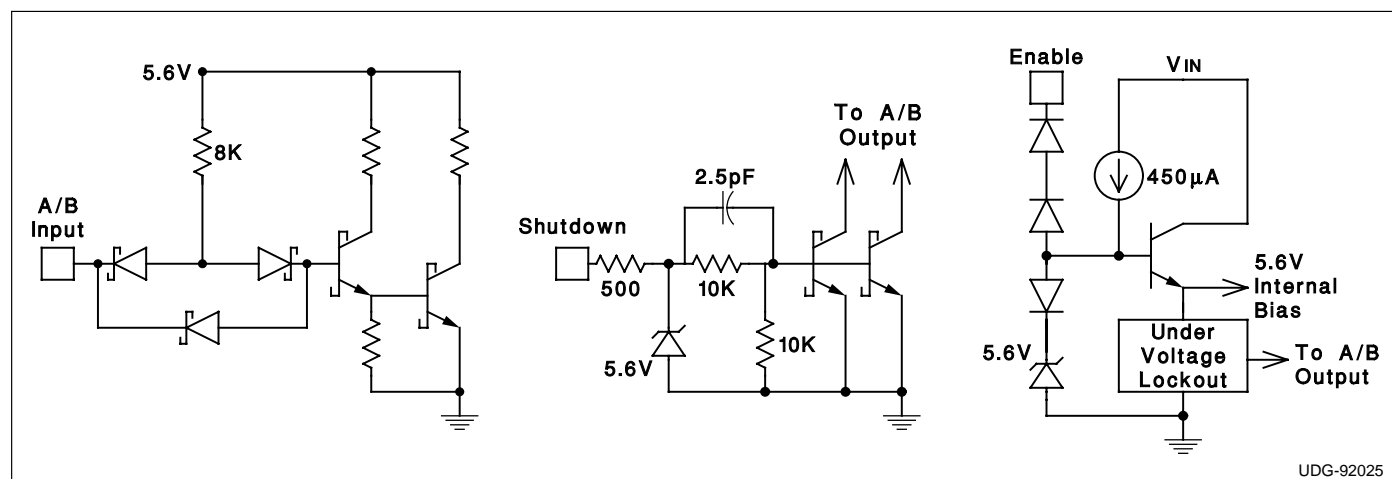 5.6V
8K
A/B
Input
Shutdown
500
2.5pF
10K
10K
5.6V
To A/B
Output
Enable
VIN
450µA
5.6V
Internal
Bias
5.6V
Under
Voltage
Lockout
To A/B
Output
UDG-92025